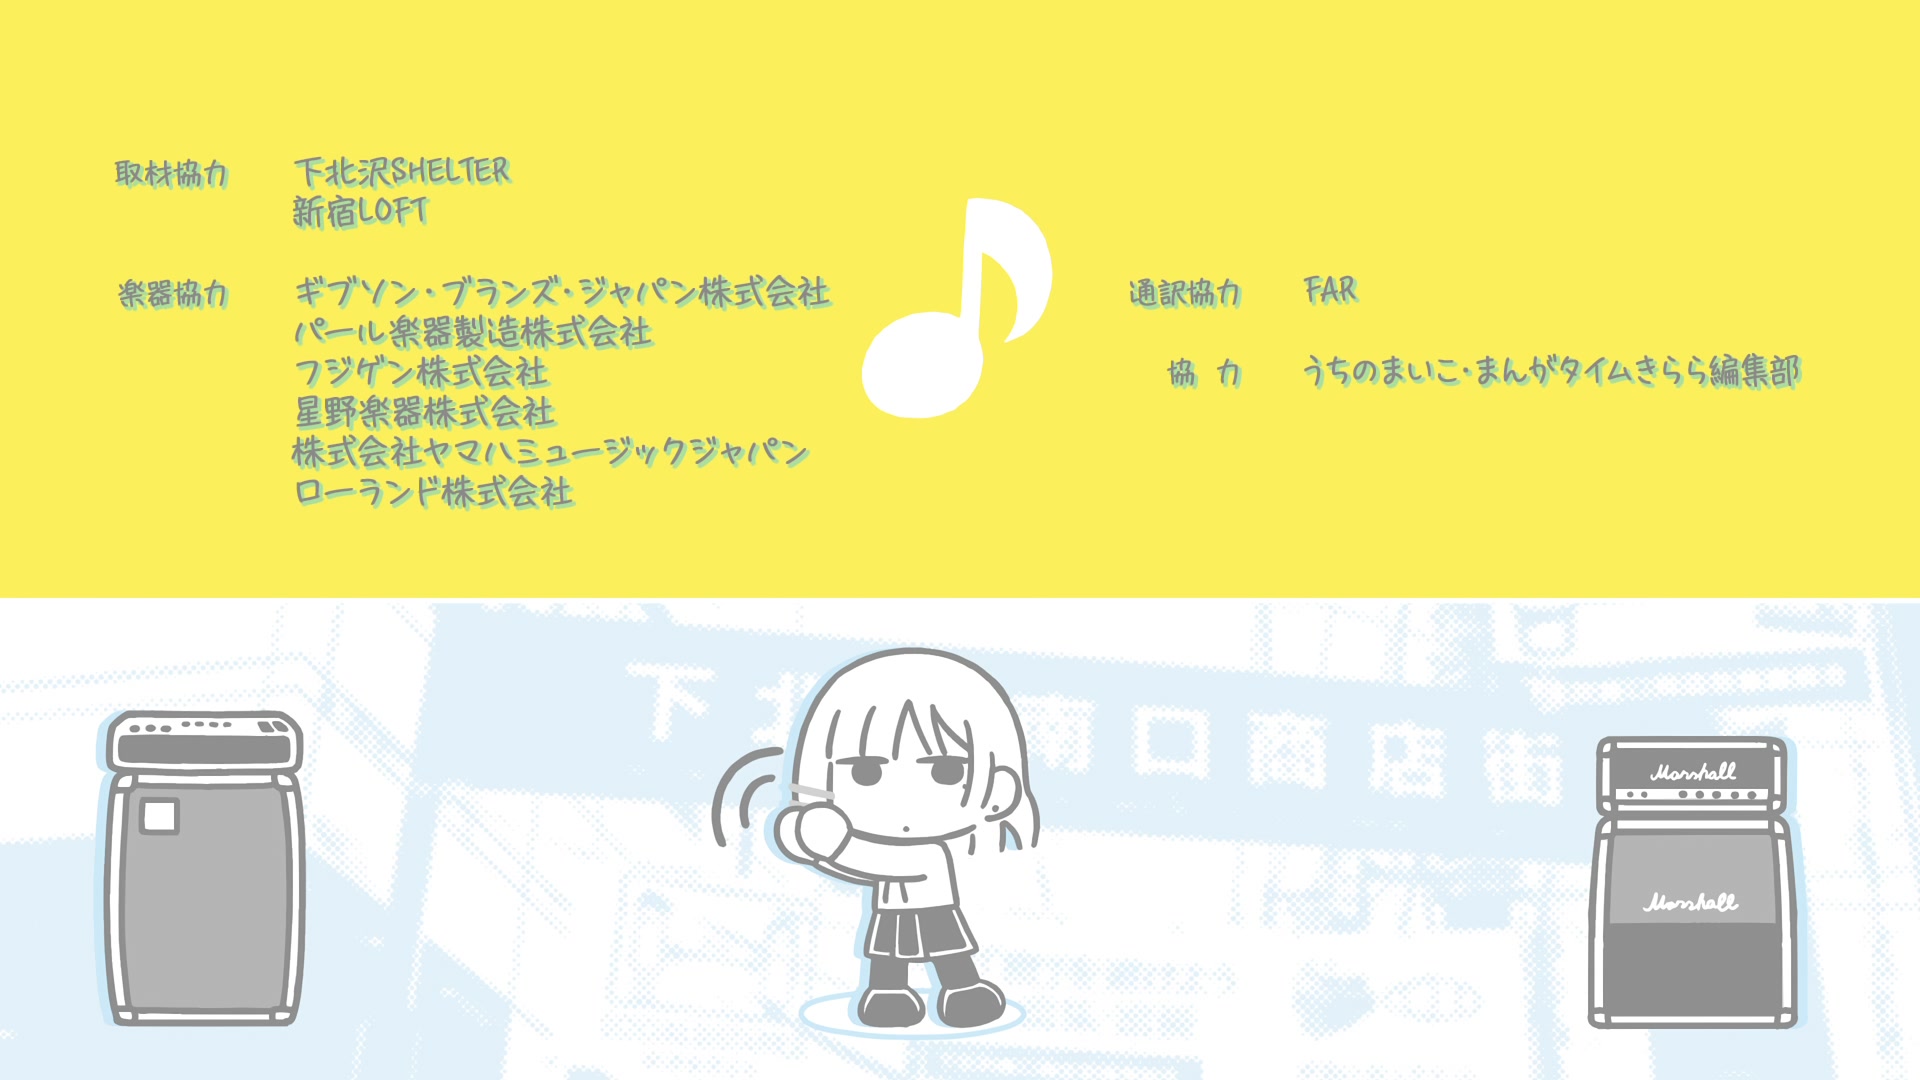 取材協力 下北沢SHELTER
新宿LOFT
楽器協力 ギブソン・ブランズ・ジャパン株式会社
パール楽器製造株式会社
フジゲン株式会社
星野楽器株式会社
株式会社ヤマハミュージックジャパン
ローランド株式会社
通訳協力 FAR
協 力 うちのまいこ・まんがタイムきらら編集部
下北 南口商店街
Marshall
Marshall